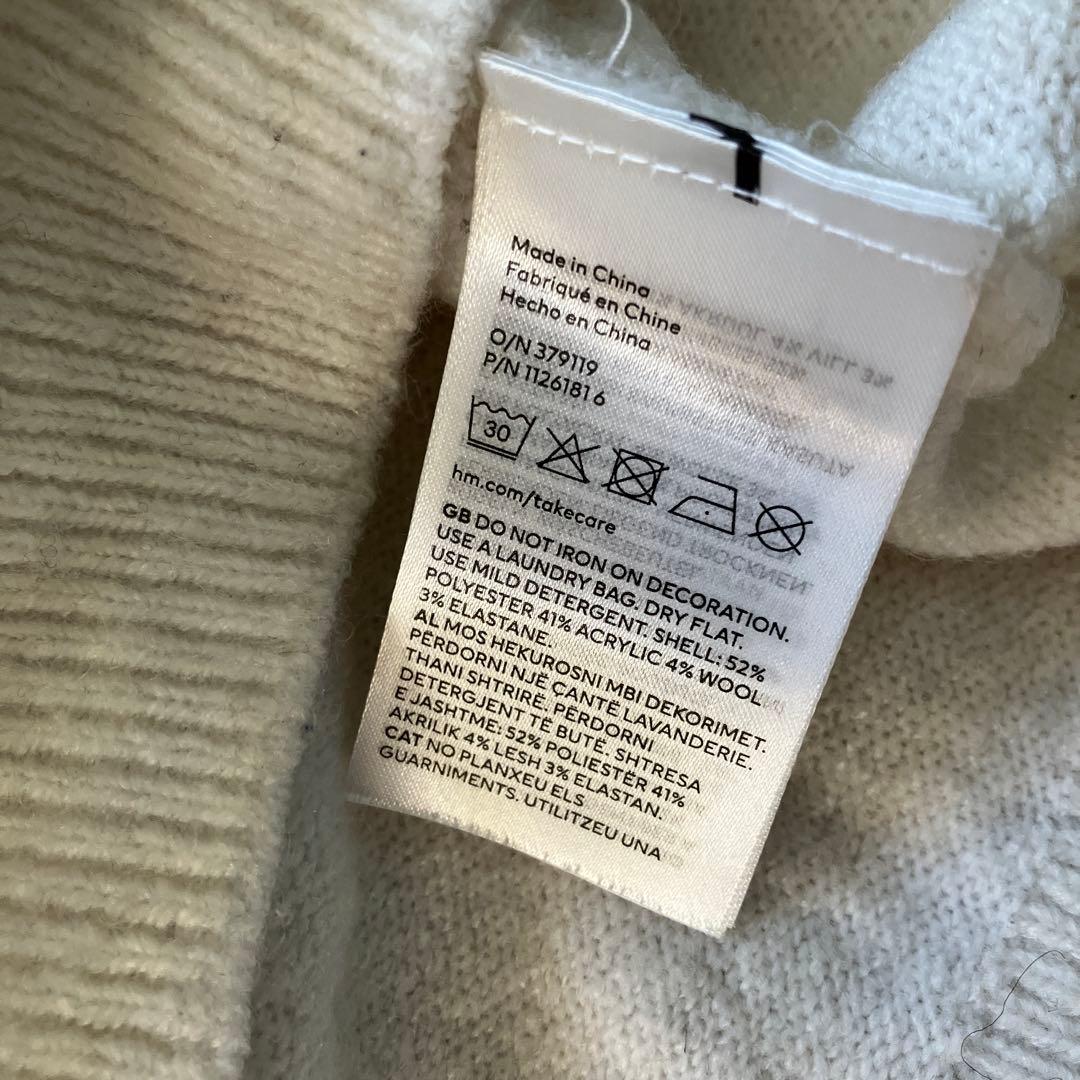 Made in China
Fabriqué en Chine
Hecho en China
O/N 379119
P/N 1126181 6
30
hm.com/takecare
GB DO NOT IRON ON DECORATION.
USE A LAUNDRY BAG. DRY FLAT.
USE MILD DETERGENT. SHELL: 52%
POLYESTER 41% ACRYLIC 4% WOOL
3% ELASTANE.
AL MOS HEKUROSNI MBI DEKORIMET.
PËRDORNI NJË CANTË LAVANDERIE.
THANI SHTRIRË. PËRDORNI
DETERGJENT TË BUTË. SHTRESA
E JASHTME: 52% POLIESTËR 41%
AKRILIK 4% LESH 3% ELASTAN.
CAT NO PLANXEU ELS
GUARNIMENTS. UTILITZEU UNA